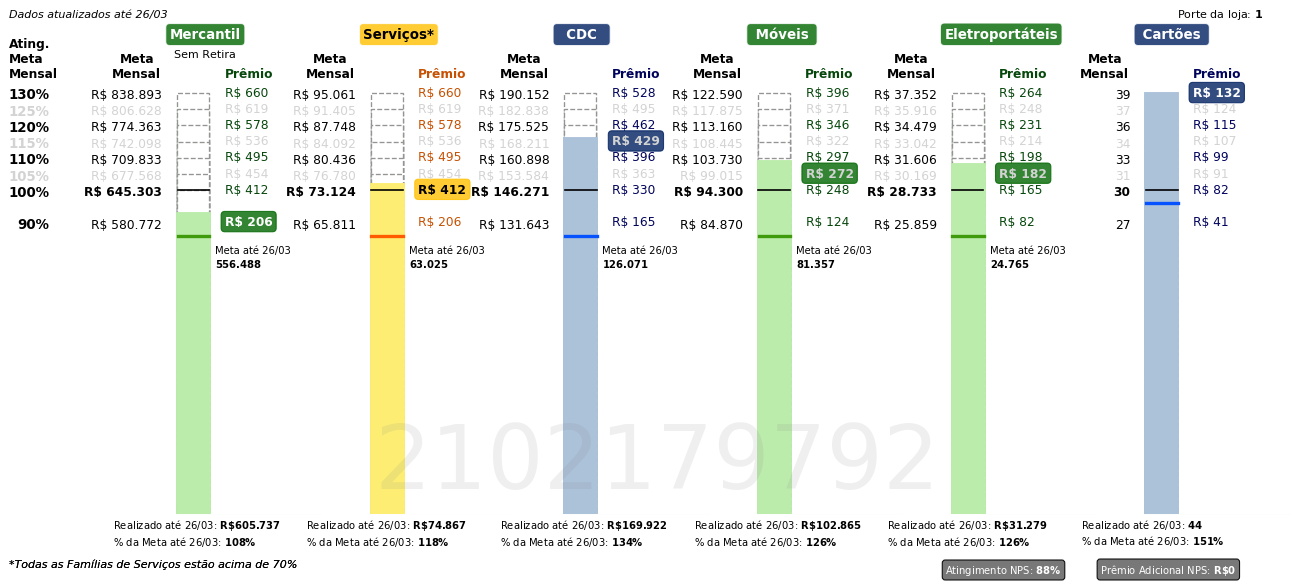 Dados atualizados até 26/03
Porte da loja: 1
Mercantil Serviços* CDC Móveis Eletroportáteis Cartões
Sem Retira
Ating. Meta Mensal
Meta Mensal Prêmio Meta Mensal Prêmio Meta Mensal Prêmio Meta Mensal Prêmio Meta Mensal Prêmio Meta Mensal Prêmio
130% R$ 838.893 R$ 660 R$ 95.061 R$ 660 R$ 190.152 R$ 528 R$ 122.590 R$ 396 R$ 37.352 R$ 264 39 R$ 132
125% R$ 806.628 R$ 619 R$ 91.405 R$ 619 R$ 182.838 R$ 495 R$ 117.875 R$ 371 R$ 35.916 R$ 248 37 R$ 124
120% R$ 774.363 R$ 578 R$ 87.748 R$ 578 R$ 175.525 R$ 462 R$ 113.160 R$ 346 R$ 34.479 R$ 231 36 R$ 115
115% R$ 742.098 R$ 536 R$ 84.092 R$ 536 R$ 168.211 R$ 429 R$ 108.445 R$ 322 R$ 33.042 R$ 214 34 R$ 107
110% R$ 709.833 R$ 495 R$ 80.436 R$ 495 R$ 160.898 R$ 396 R$ 103.730 R$ 297 R$ 31.606 R$ 198 33 R$ 99
105% R$ 677.568 R$ 454 R$ 76.780 R$ 454 R$ 153.584 R$ 363 R$ 99.015 R$ 272 R$ 30.169 R$ 182 31 R$ 91
100% R$ 645.303 R$ 412 R$ 73.124 R$ 412 R$ 146.271 R$ 330 R$ 94.300 R$ 248 R$ 28.733 R$ 165 30 R$ 82
90% R$ 580.772 R$ 206 R$ 65.811 R$ 206 R$ 131.643 R$ 165 R$ 84.870 R$ 124 R$ 25.859 R$ 82 27 R$ 41
Meta até 26/03 Meta até 26/03 Meta até 26/03 Meta até 26/03 Meta até 26/03
556.488 63.025 126.071 81.357 24.765
2102179792
Realizado até 26/03: R$605.737 Realizado até 26/03: R$74.867 Realizado até 26/03: R$169.922 Realizado até 26/03: R$102.865 Realizado até 26/03: R$31.279 Realizado até 26/03: 44
% da Meta até 26/03: 108% % da Meta até 26/03: 118% % da Meta até 26/03: 134% % da Meta até 26/03: 126% % da Meta até 26/03: 126% % da Meta até 26/03: 151%
*Todas as Famílias de Serviços estão acima de 70%
Atingimento NPS: 88% Prêmio Adicional NPS: R$0